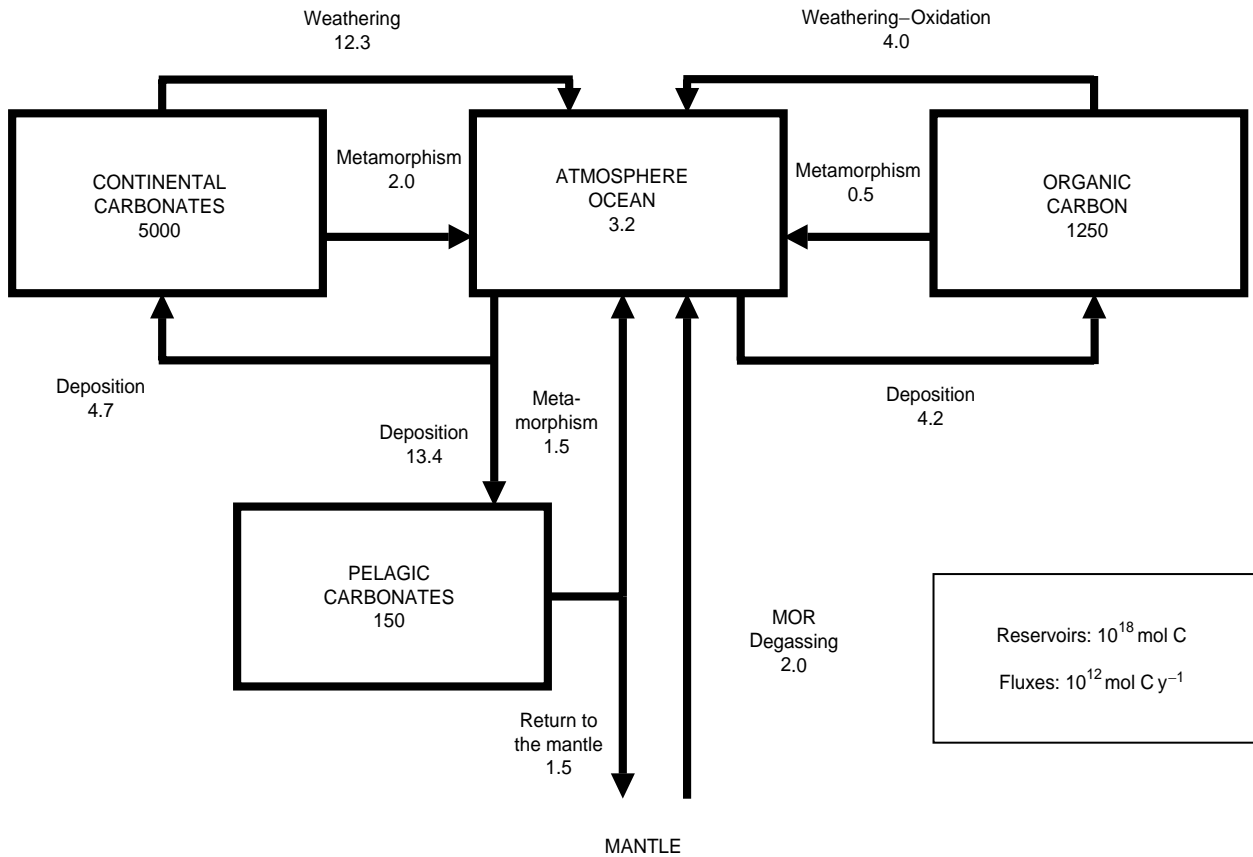 Weathering
12.3
Weathering–Oxidation
4.0
CONTINENTAL
CARBONATES
5000
Metamorphism
2.0
ATMOSPHERE
OCEAN
3.2
Metamorphism
0.5
ORGANIC
CARBON
1250
Deposition
4.7
Deposition
13.4
Meta-
morphism
1.5
Deposition
4.2
PELAGIC
CARBONATES
150
MOR
Degassing
2.0
Reservoirs: 10^18 mol C
Fluxes: 10^12 mol C y^−1
Return to
the mantle
1.5
MANTLE